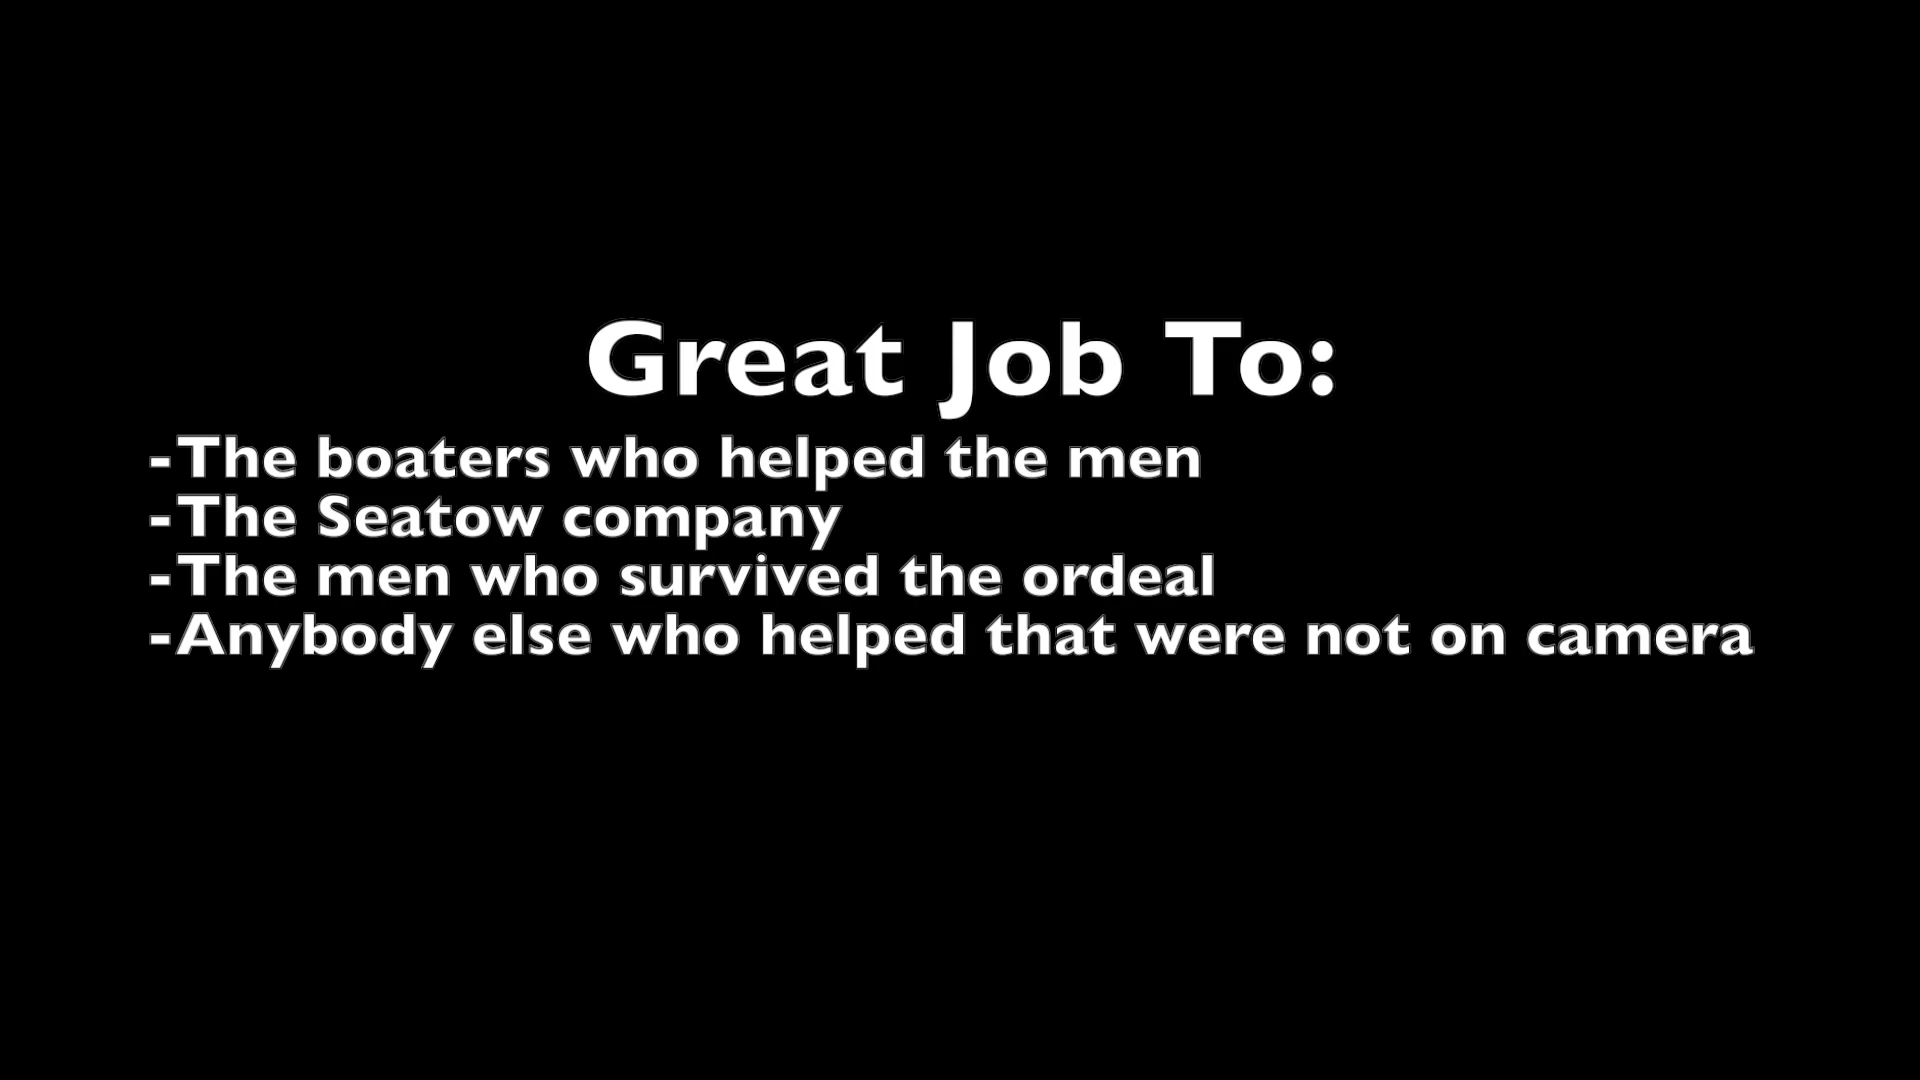 Great Job To:
-The boaters who helped the men
-The Seatow company
-The men who survived the ordeal
-Anybody else who helped that were not on camera